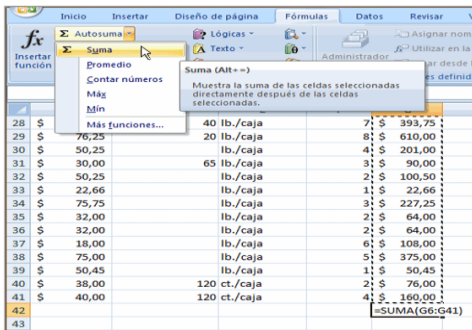 Inicio Insertar Diseño de página Fórmulas Datos Revisar
fx Insertar función
Σ Autosuma
Lógicas
Texto
Administrador
Asignar nom
Utilizar en la
ar desde
es definid
Σ Suma
Promedio
Contar números
Máx
Mín
Más funciones...
Suma (Alt+=)
Muestra la suma de las celdas seleccionadas
directamente después de las celdas
seleccionadas.
28 $ 40 lb./caja 7 $ 393,75
29 $ 76,25 20 lb./caja 8 $ 610,00
30 $ 50,25 lb./caja 4 $ 201,00
31 $ 30,00 65 lb./caja 3 $ 90,00
32 $ 50,25 lb./caja 2 $ 100,50
33 $ 22,66 lb./caja 1 $ 22,66
34 $ 75,75 lb./caja 3 $ 227,25
35 $ 32,00 lb./caja 2 $ 64,00
36 $ 32,00 lb./caja 2 $ 64,00
37 $ 18,00 lb./caja 6 $ 108,00
38 $ 75,00 lb./caja 5 $ 375,00
39 $ 50,45 lb./caja 1 $ 50,45
40 $ 38,00 120 ct./caja 2 $ 76,00
41 $ 40,00 120 ct./caja 4 $ 160,00
42 =SUMA(G6:G41)
43